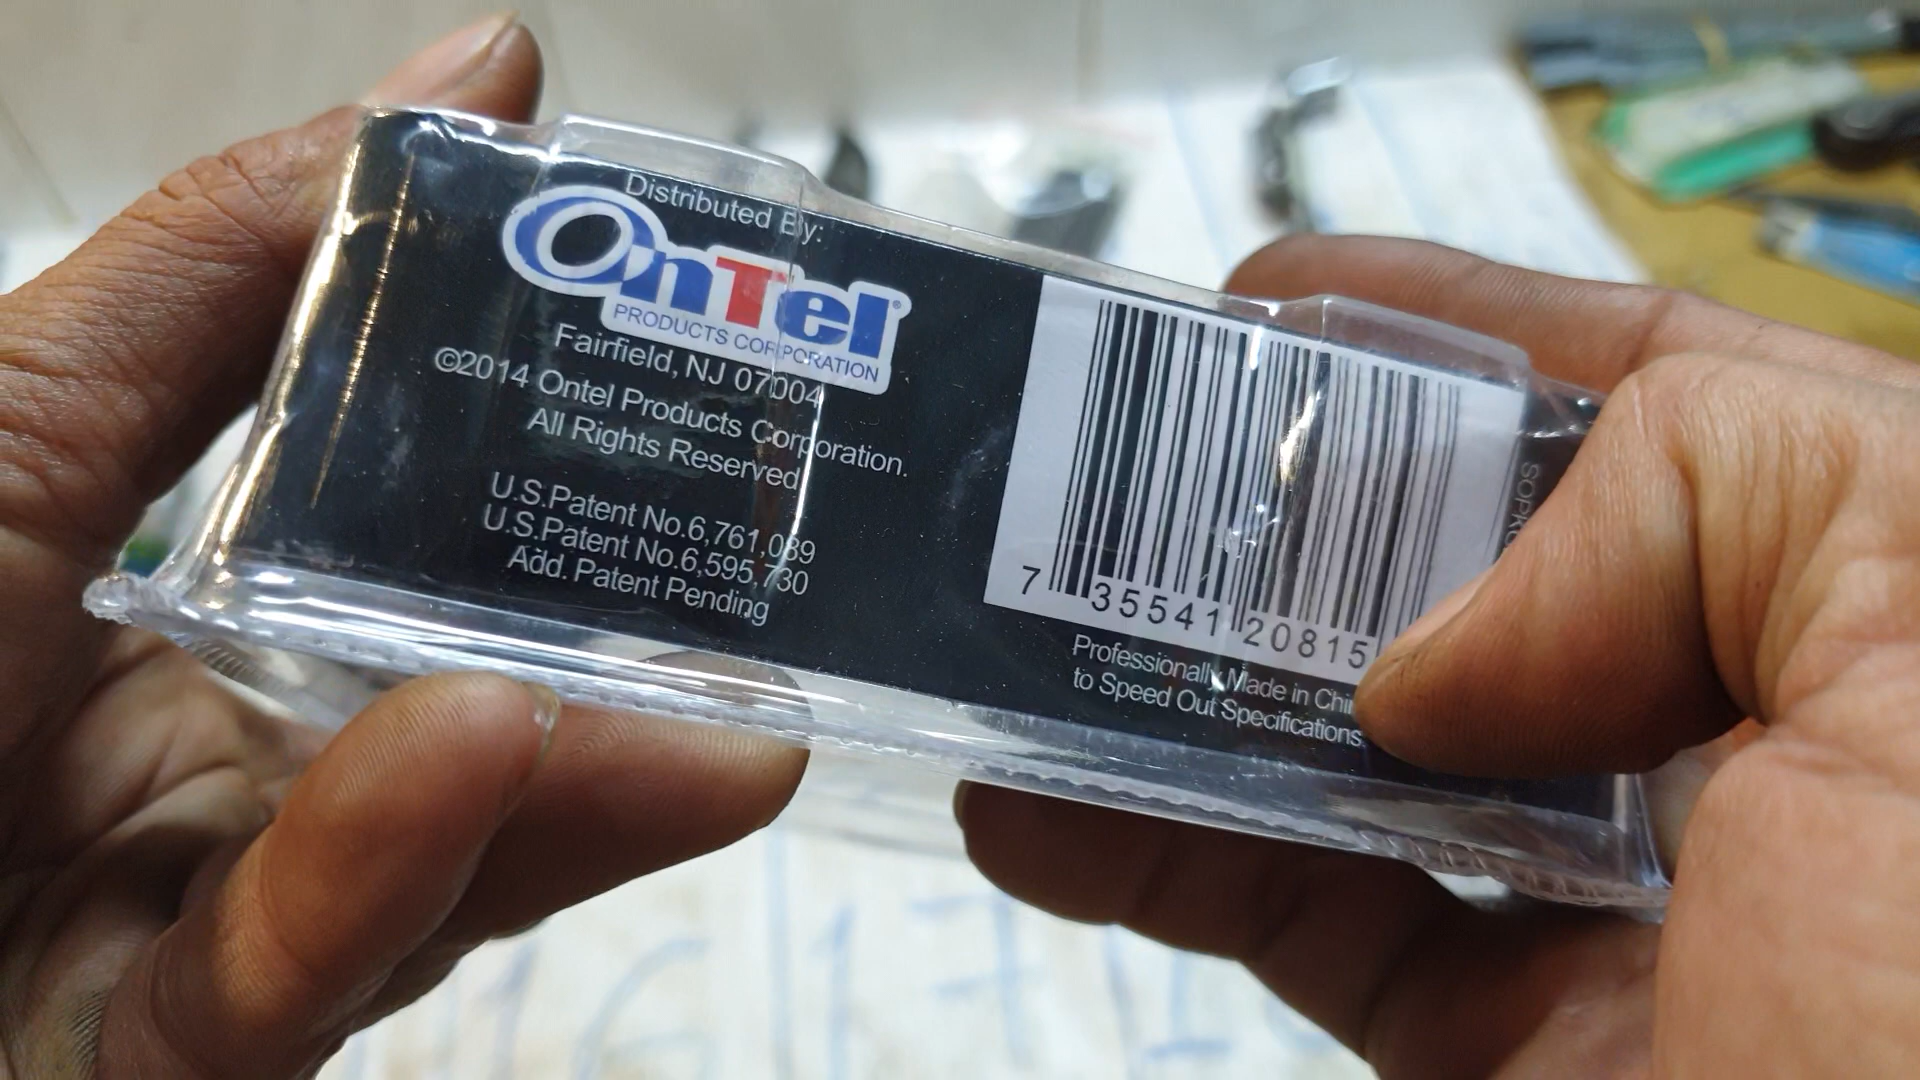 Distributed By:
OnTel®
PRODUCTS CORPORATION
Fairfield, NJ 07004
©2014 Ontel Products Corporation.
All Rights Reserved
U.S.Patent No.6,761,089
U.S.Patent No.6,595,730
Add. Patent Pending
7 35541 20815
Professionally Made in
to Speed Out Specifications.